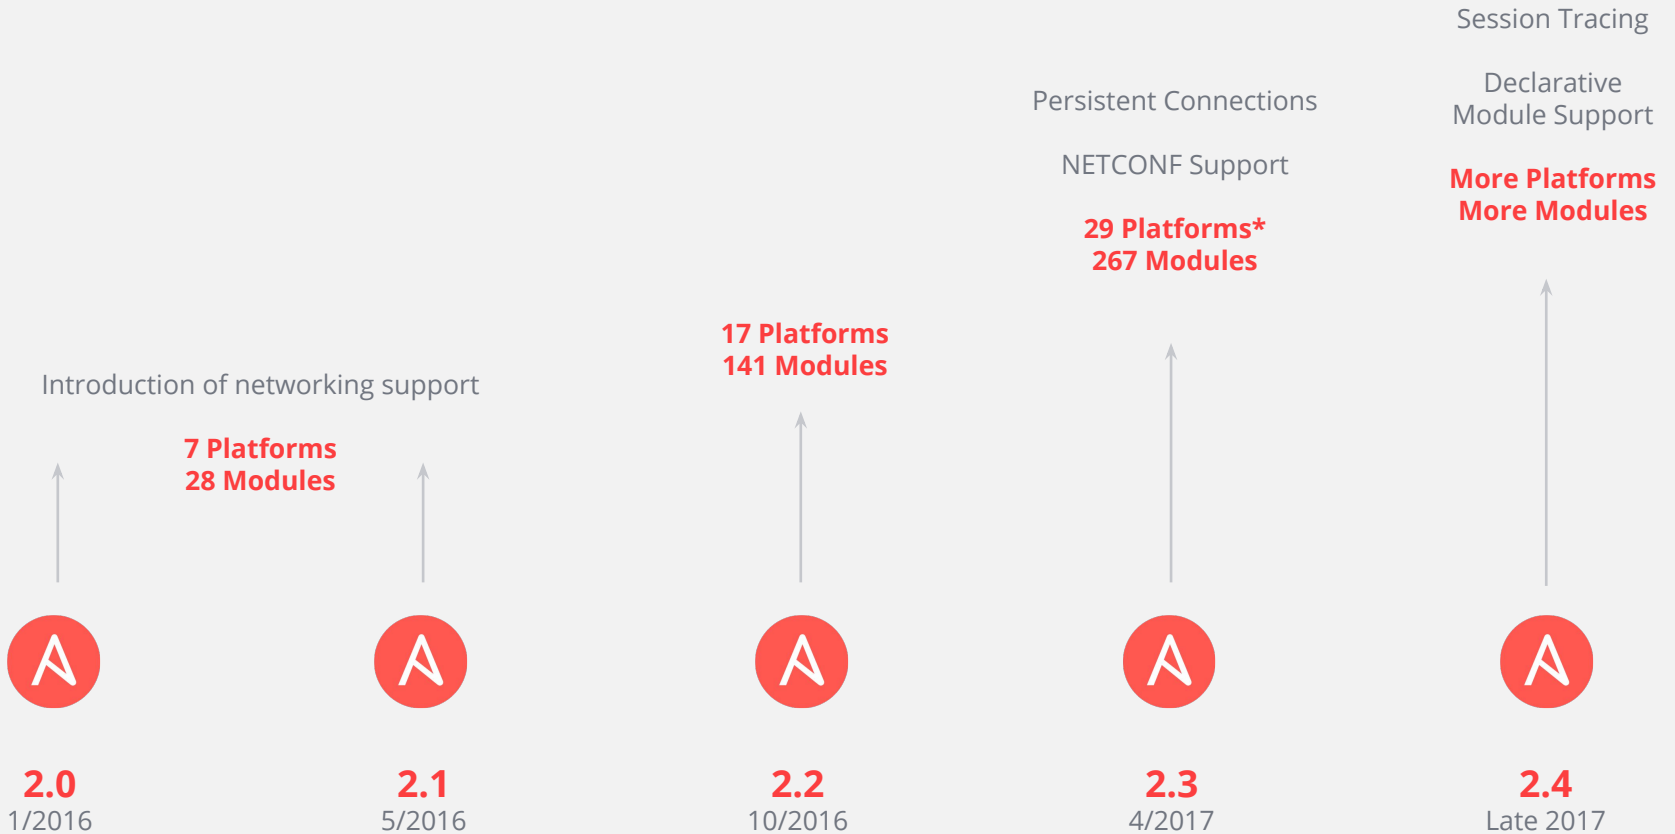 Introduction of networking support
7 Platforms
28 Modules
17 Platforms
141 Modules
Persistent Connections
NETCONF Support
29 Platforms*
267 Modules
Session Tracing
Declarative
Module Support
More Platforms
More Modules
2.0
1/2016
2.1
5/2016
2.2
10/2016
2.3
4/2017
2.4
Late 2017